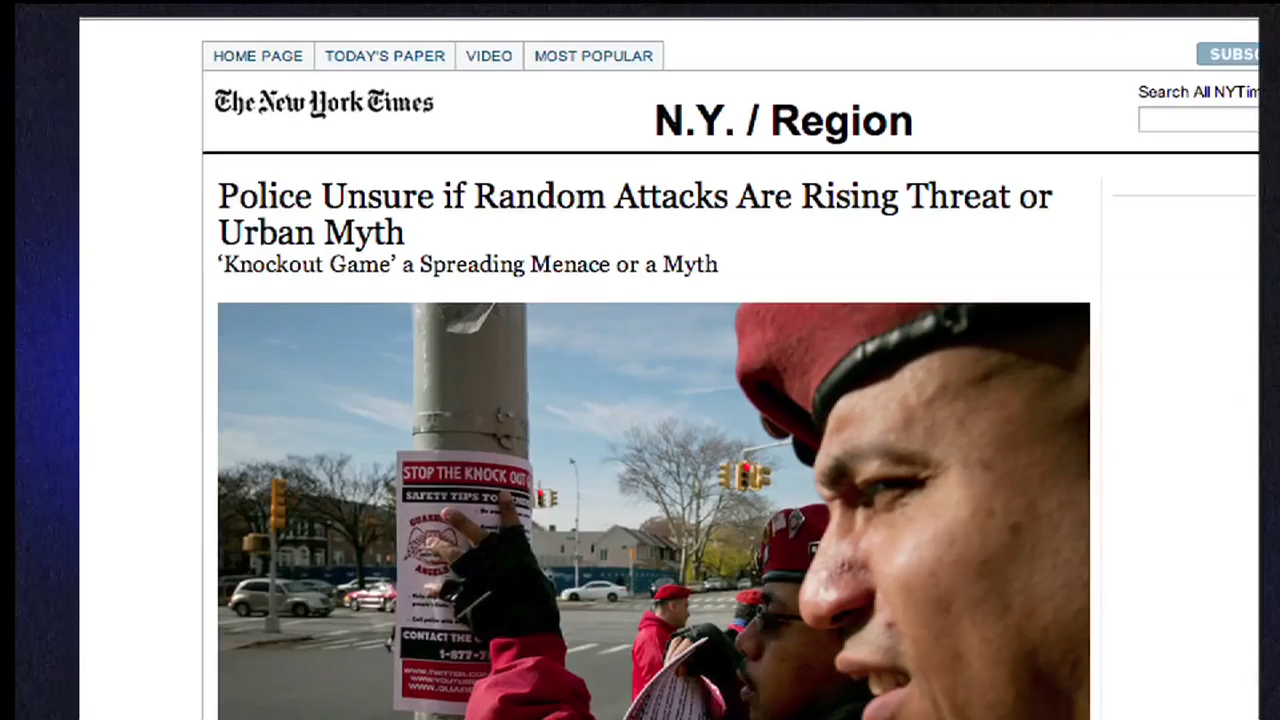 HOME PAGE TODAY'S PAPER VIDEO MOST POPULAR
The New York Times
N.Y. / Region
Search All
Police Unsure if Random Attacks Are Rising Threat or
Urban Myth
‘Knockout Game’ a Spreading Menace or a Myth
STOP THE KNOCK OUT
SAFETY TIPS TO
ANGELS
CONTACT THE
1-877-7